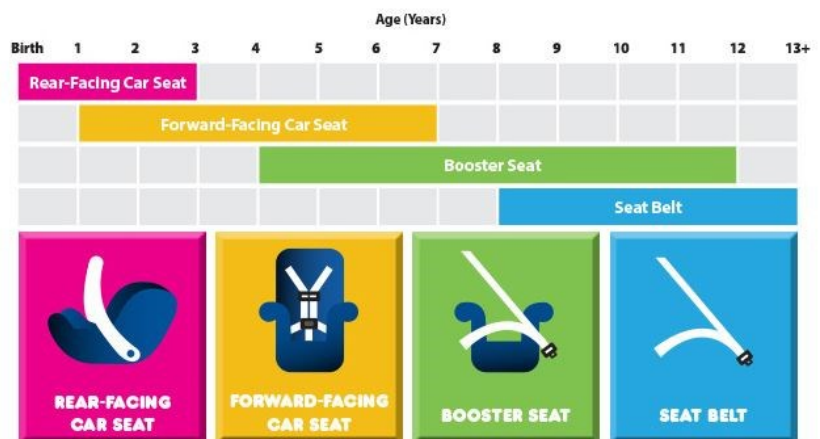 Age (Years)
Birth 1 2 3 4 5 6 7 8 9 10 11 12 13+
Rear-Facing Car Seat
Forward-Facing Car Seat
Booster Seat
Seat Belt
REAR-FACING
CAR SEAT
FORWARD-FACING
CAR SEAT
BOOSTER SEAT
SEAT BELT